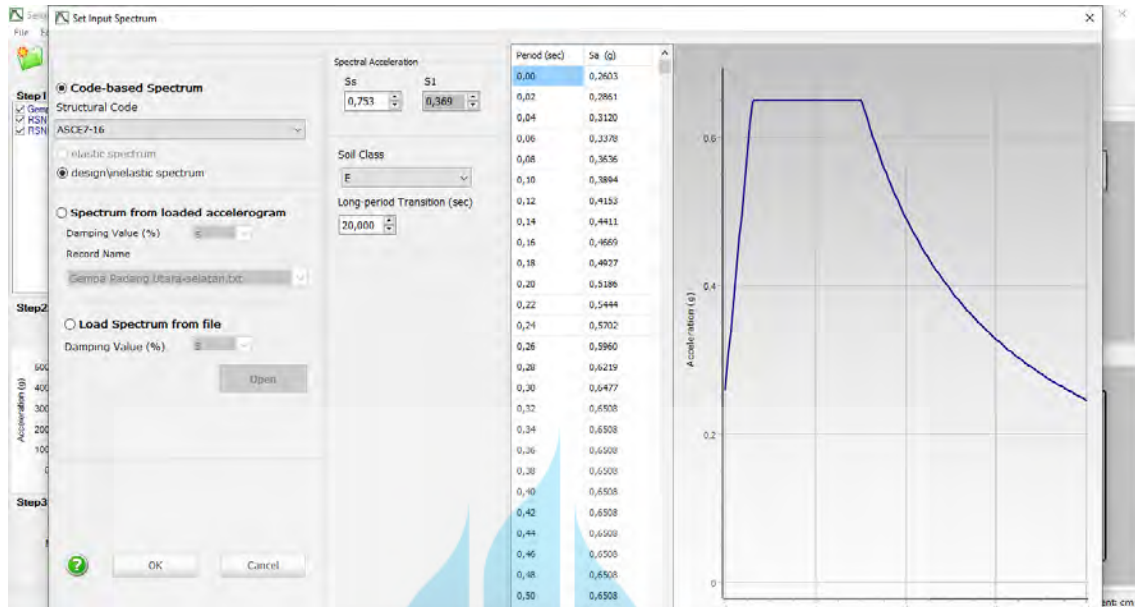 Set Input Spectrum
File
Step1
Code-based Spectrum
Structural Code
ASCE7-16
elastic spectrum
design\inelastic spectrum
Spectrum from loaded accelerogram
Damping Value (%) 5
Record Name
Gempa Padang Utara-selatan.txt
Step2
Load Spectrum from file
Damping Value (%) 5
Open
Acceleration (g)
500
400
300
200
100
Step3
OK
Cancel
Spectral Acceleration
Ss S1
0,753 0,369
Soil Class
E
Long-period Transition (sec)
20,000
Period (sec) Sa (g)
0,00 0,2603
0,02 0,2861
0,04 0,3120
0,06 0,3378
0,08 0,3636
0,10 0,3894
0,12 0,4153
0,14 0,4411
0,16 0,4669
0,18 0,4927
0,20 0,5186
0,22 0,5444
0,24 0,5702
0,26 0,5960
0,28 0,6219
0,30 0,6477
0,32 0,6508
0,34 0,6508
0,36 0,6508
0,38 0,6508
0,40 0,6508
0,42 0,6508
0,44 0,6508
0,46 0,6508
0,48 0,6508
0,50 0,6508
Acceleration (g)
0,6
0,4
0,2
0
ent: cm